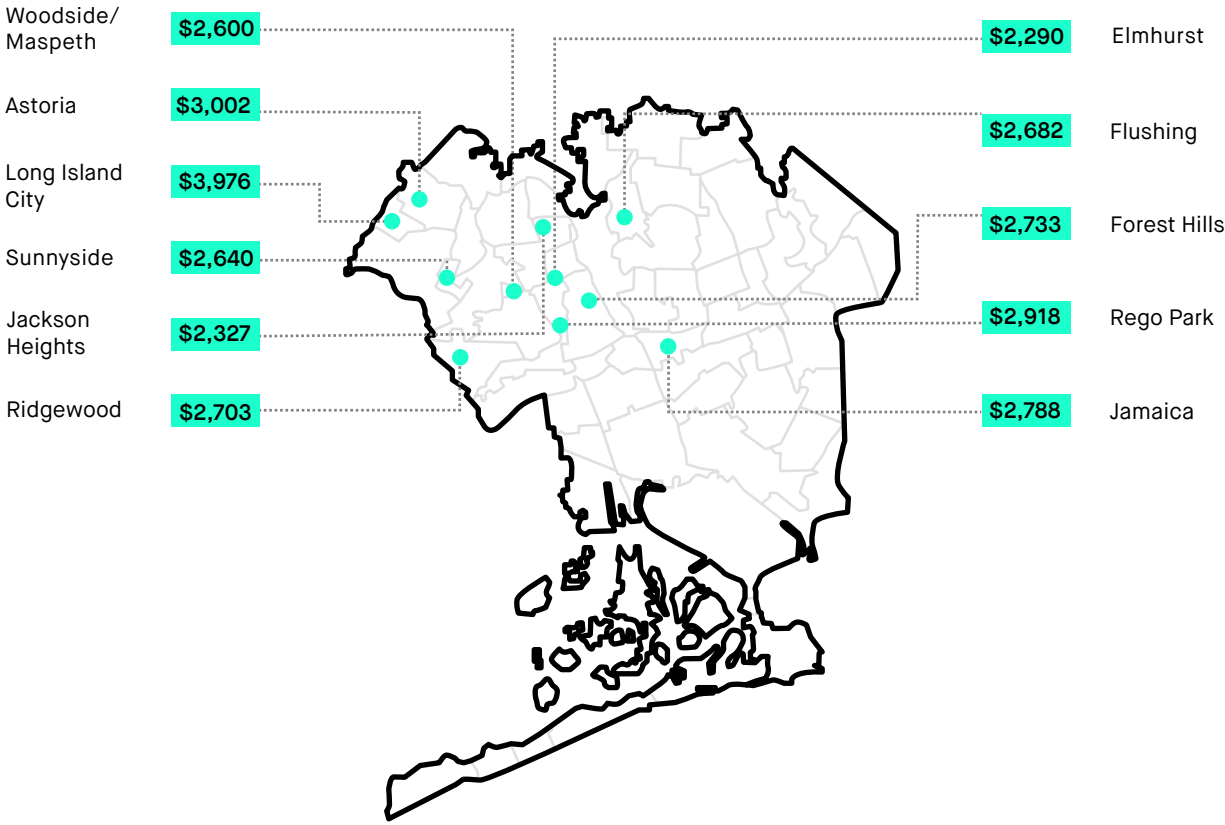 Woodside/
Maspeth
$2,600
Astoria
$3,002
Long Island
City
$3,976
Sunnyside
$2,640
Jackson
Heights
$2,327
Ridgewood
$2,703
$2,290
Elmhurst
$2,682
Flushing
$2,733
Forest Hills
$2,918
Rego Park
$2,788
Jamaica